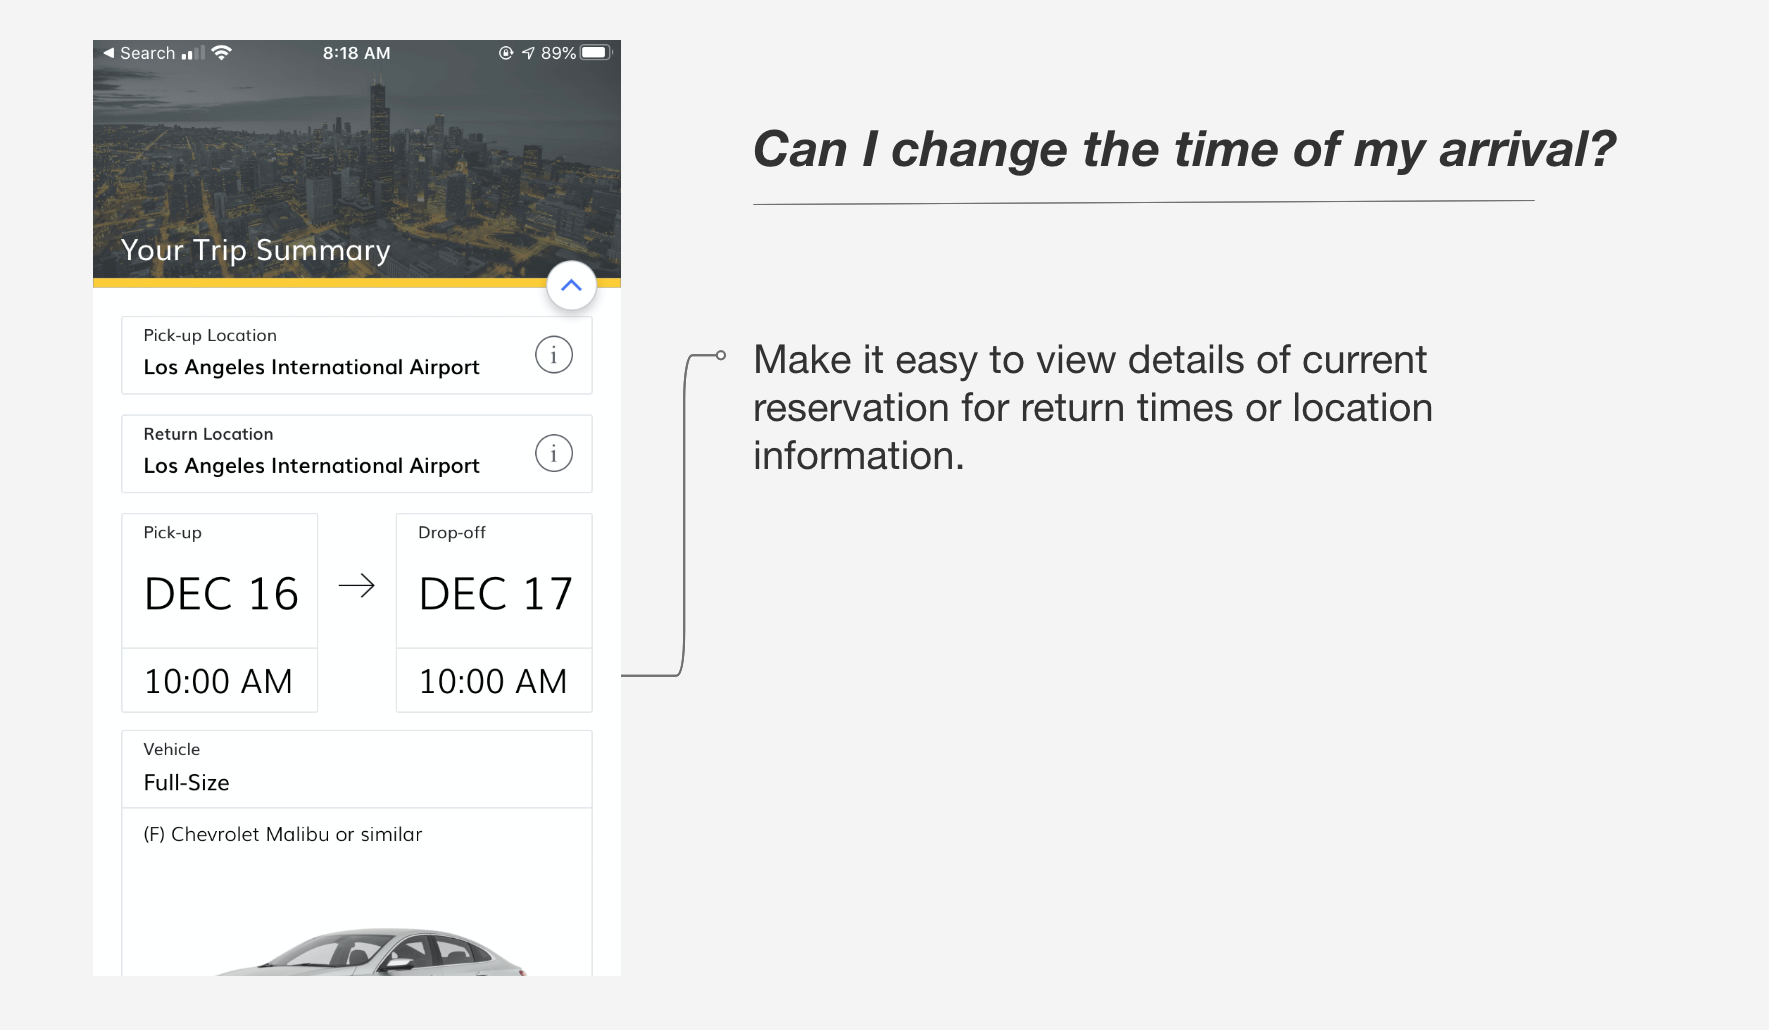 Search 8:18 AM 89%
Your Trip Summary
Pick-up Location
Los Angeles International Airport
Return Location
Los Angeles International Airport
Pick-up
DEC 16
10:00 AM
Drop-off
DEC 17
10:00 AM
Vehicle
Full-Size
(F) Chevrolet Malibu or similar
Can I change the time of my arrival?
Make it easy to view details of current
reservation for return times or location
information.